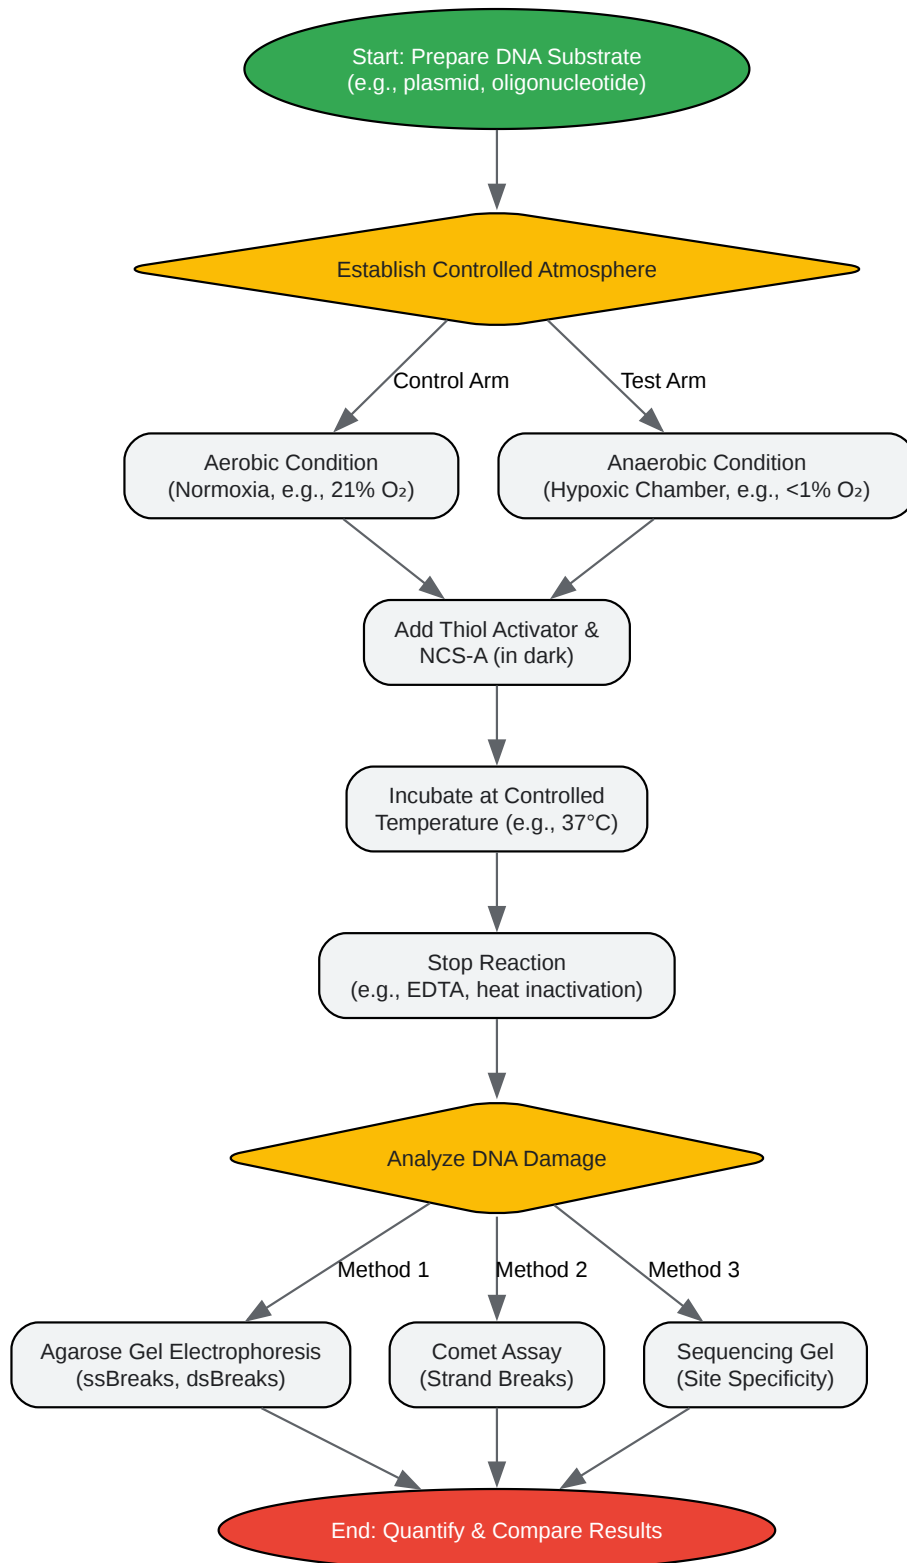 Start: Prepare DNA Substrate
(e.g., plasmid, oligonucleotide)
Establish Controlled Atmosphere
Control Arm
Test Arm
Aerobic Condition
(Normoxia, e.g., 21% O₂)
Anaerobic Condition
(Hypoxic Chamber, e.g., <1% O₂)
Add Thiol Activator &
NCS-A (in dark)
Incubate at Controlled
Temperature (e.g., 37°C)
Stop Reaction
(e.g., EDTA, heat inactivation)
Analyze DNA Damage
Method 1
Method 2
Method 3
Agarose Gel Electrophoresis
(ssBreaks, dsBreaks)
Comet Assay
(Strand Breaks)
Sequencing Gel
(Site Specificity)
End: Quantify & Compare Results